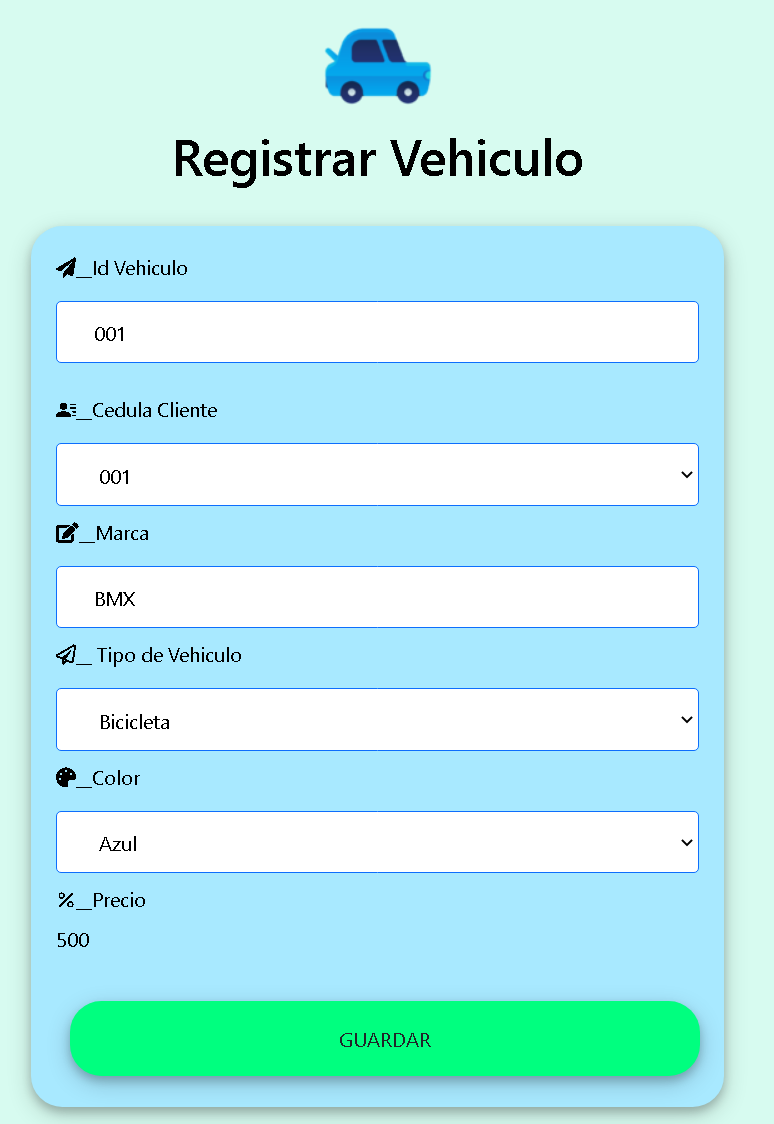 Registrar Vehiculo
__Id Vehiculo
001
__Cedula Cliente
001
__Marca
BMX
__ Tipo de Vehiculo
Bicicleta
__Color
Azul
__Precio
500
GUARDAR